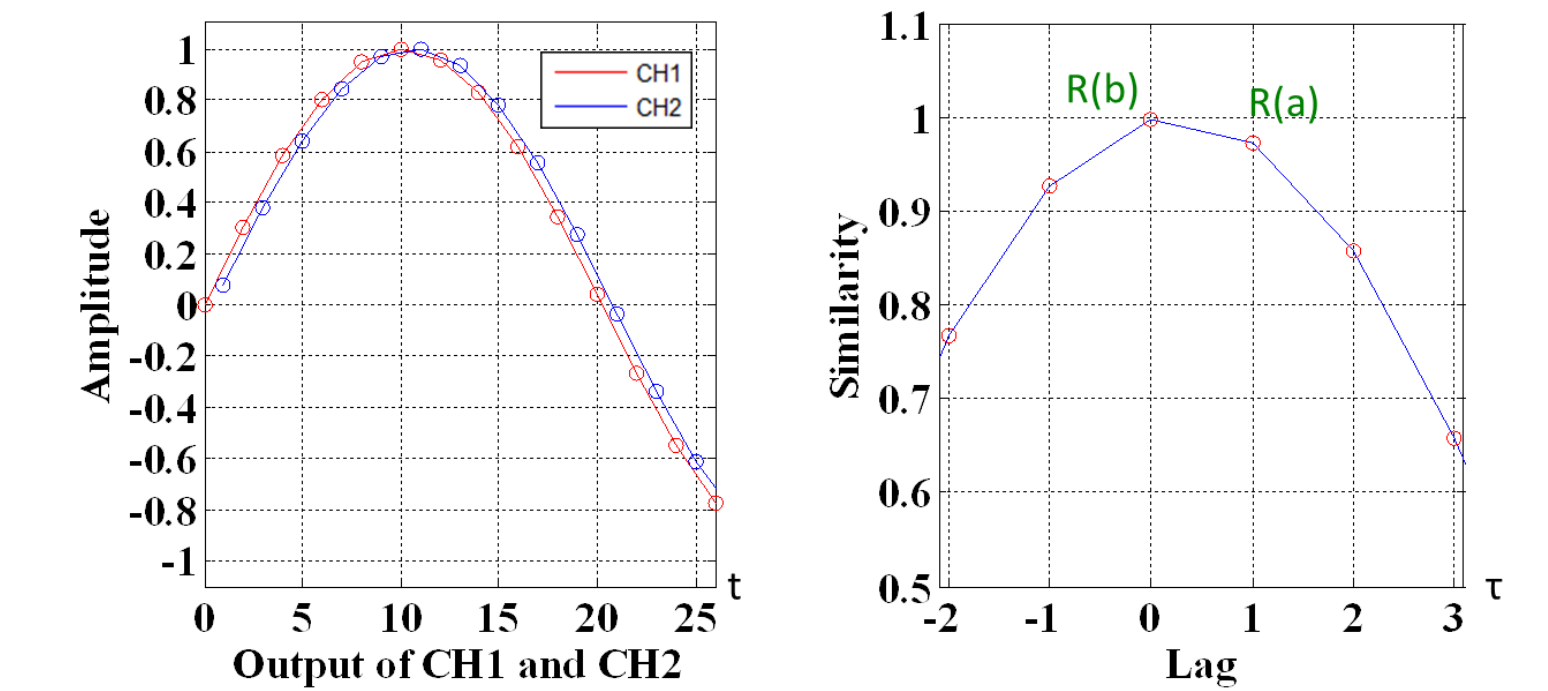 1
0.8
0.6
0.4
0.2
0
-0.2
-0.4
-0.6
-0.8
-1
Amplitude
CH1
CH2
0 5 10 15 20 25
t
Output of CH1 and CH2
1.1
1
0.9
0.8
0.7
0.6
0.5
Similarity
R(b)
R(a)
-2 -1 0 1 2 3
τ
Lag